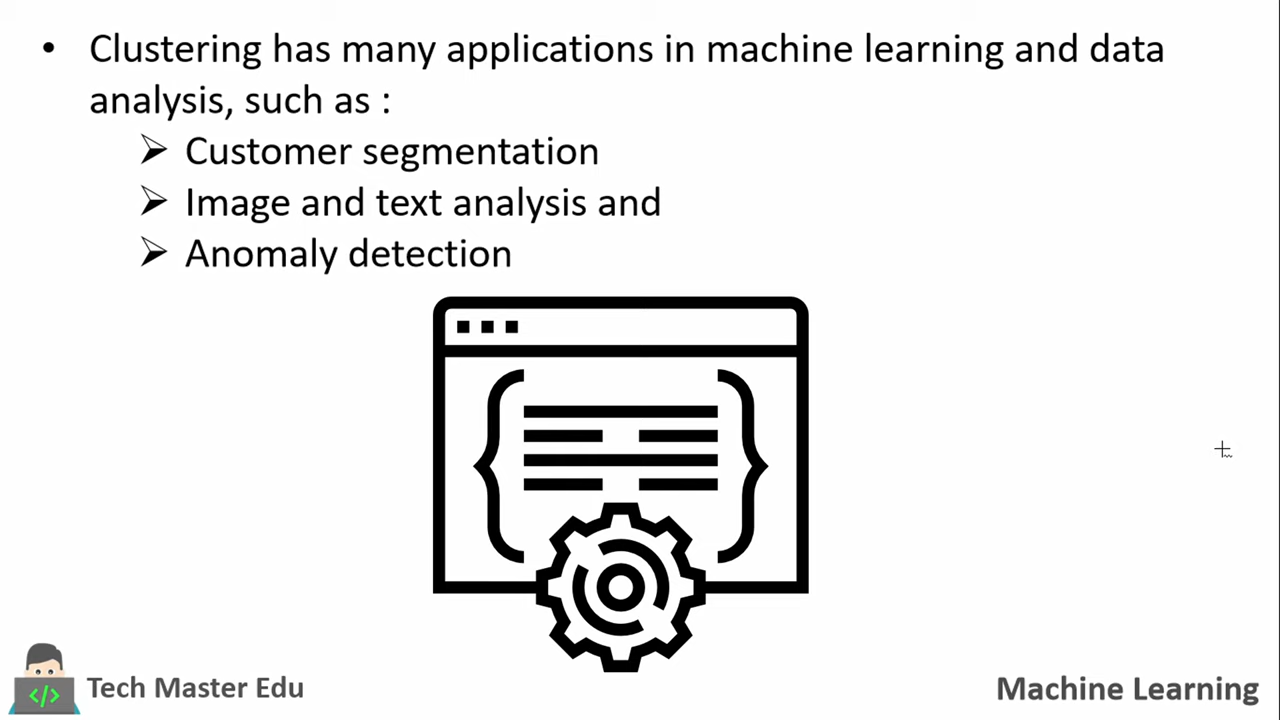 • Clustering has many applications in machine learning and data
analysis, such as :
➢ Customer segmentation
➢ Image and text analysis and
➢ Anomaly detection
</>
Tech Master Edu
Machine Learning